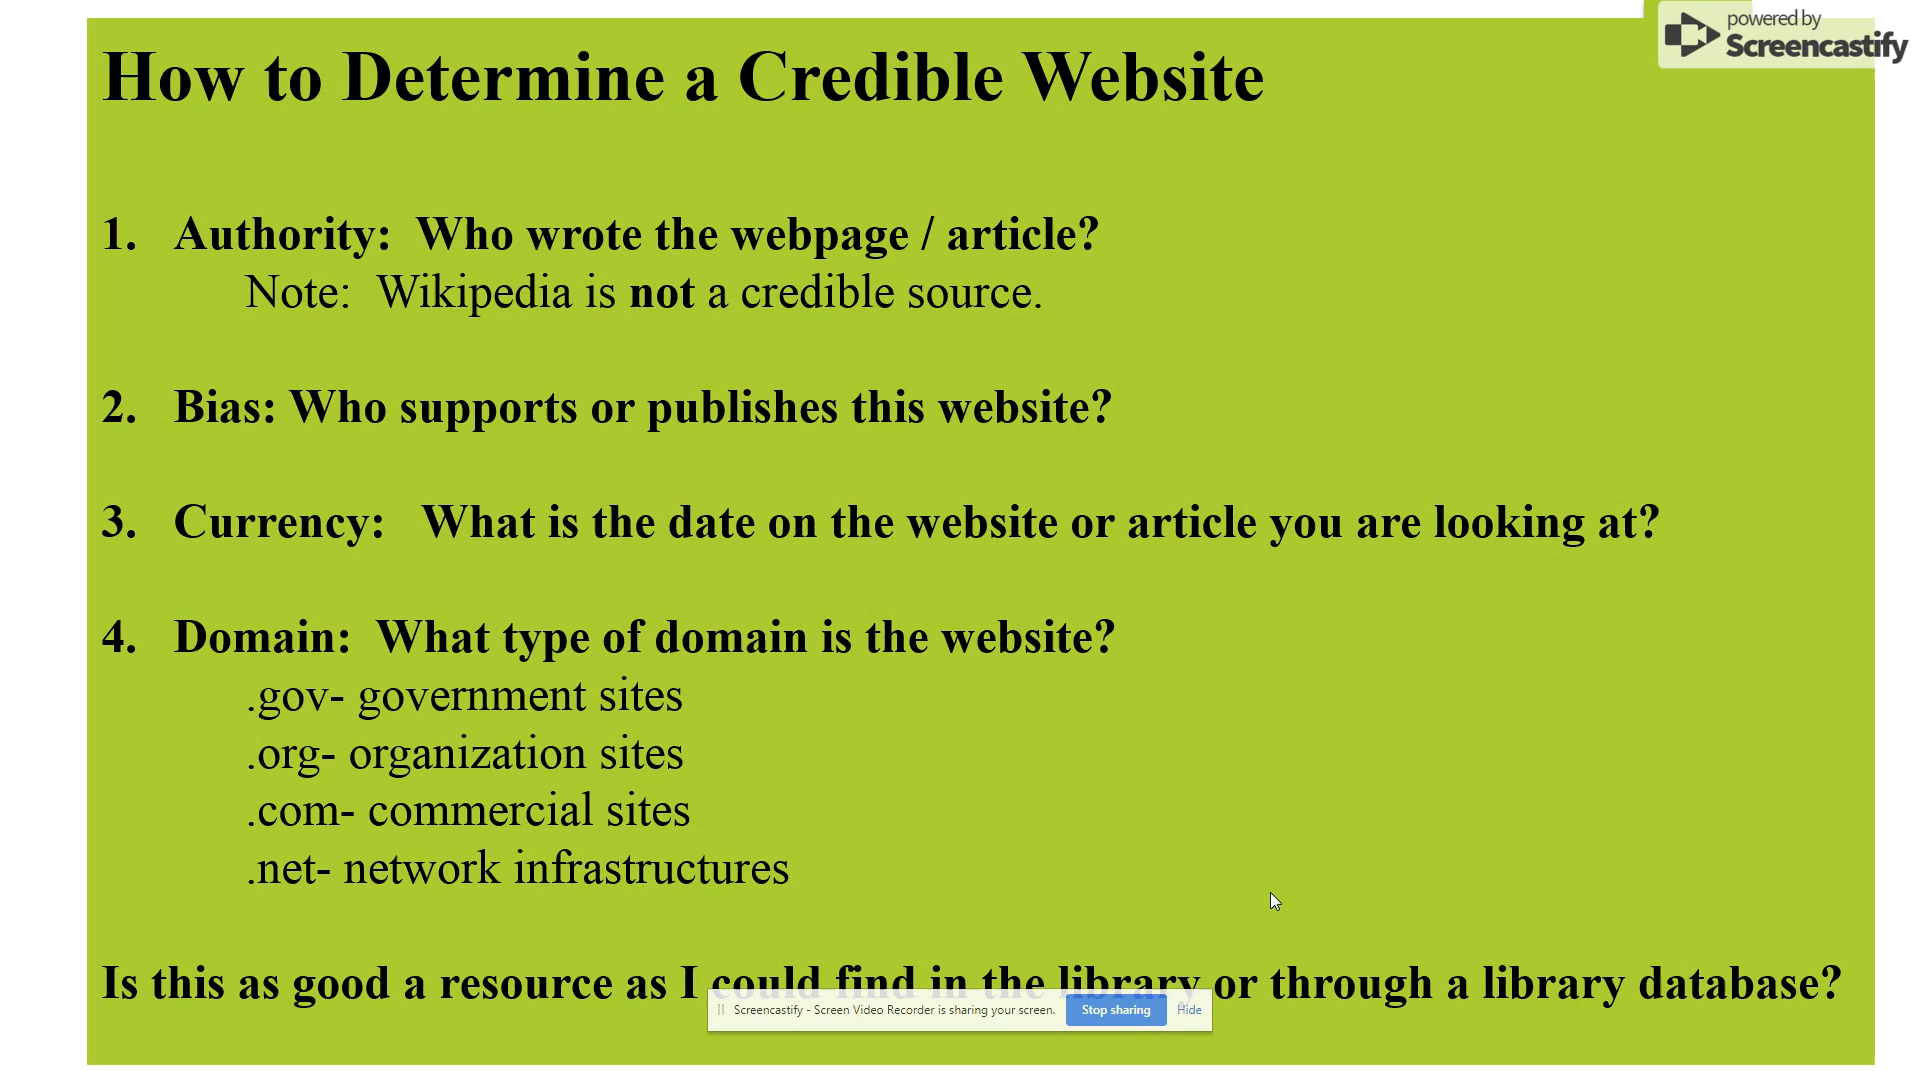 powered by
Screencastify
How to Determine a Credible Website
1. Authority: Who wrote the webpage / article?
Note: Wikipedia is not a credible source.
2. Bias: Who supports or publishes this website?
3. Currency: What is the date on the website or article you are looking at?
4. Domain: What type of domain is the website?
.gov- government sites
.org- organization sites
.com- commercial sites
.net- network infrastructures
Is this as good a resource as I could find in the library or through a library database?
Screencastify - Screen Video Recorder is sharing your screen. Stop sharing Hide